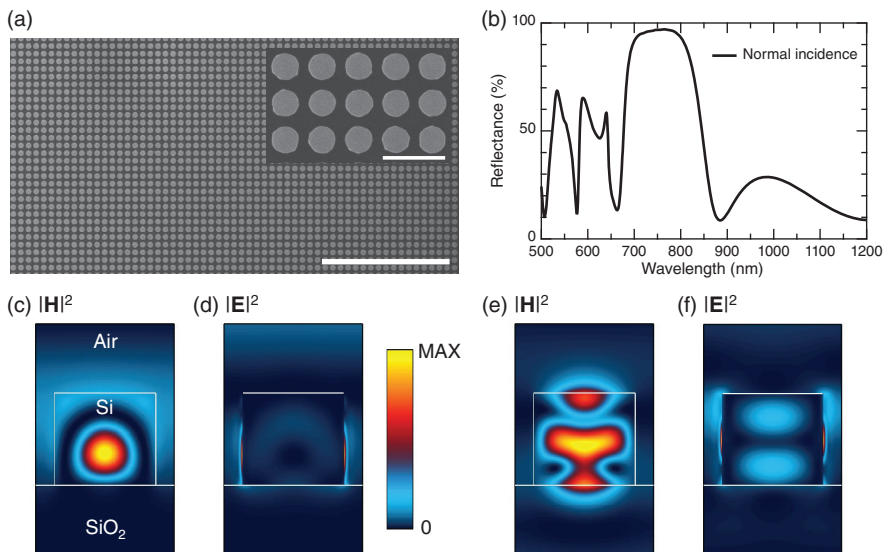 (a)
(b)
100
50
0
Reflectance (%)
Normal incidence
500 600 700 800 900 1000 1100 1200
Wavelength (nm)
(c) |H|²
(d) |E|²
(e) |H|²
(f) |E|²
Air
Si
SiO₂
MAX
0